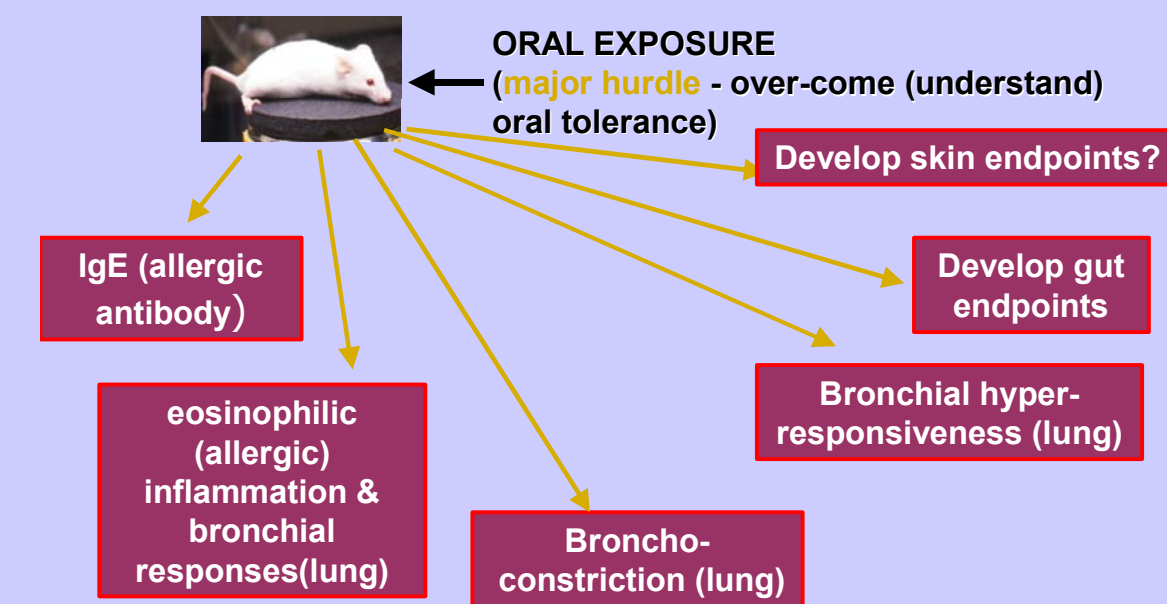 ORAL EXPOSURE
(major hurdle - over-come (understand)
oral tolerance)
Develop skin endpoints?
IgE (allergic
antibody)
Develop gut
endpoints
eosinophilic
(allergic)
inflammation &
bronchial
responses(lung)
Bronchial hyper-
responsiveness (lung)
Broncho-
constriction (lung)